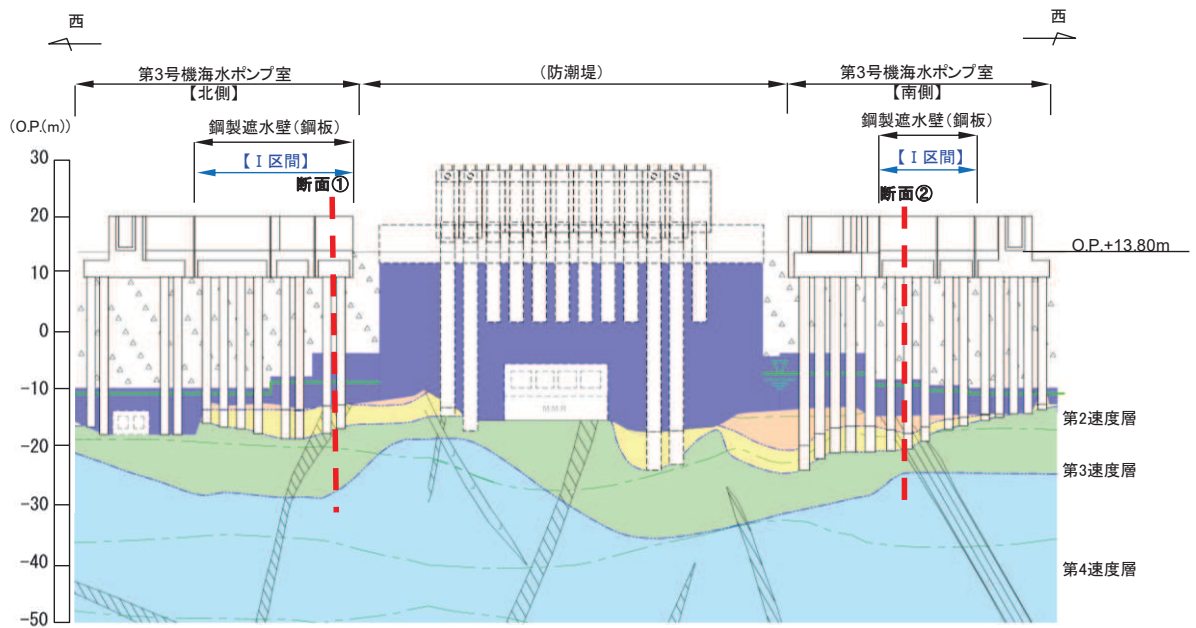 西
西
第3号機海水ポンプ室
【北側】
(防潮堤)
第3号機海水ポンプ室
【南側】
(O.P.(m))
鋼製遮水壁(鋼板)
鋼製遮水壁(鋼板)
【Ⅰ区間】
【Ⅰ区間】
断面①
断面②
30
20
10
0
-10
-20
-30
-40
-50
O.P.+13.80m
MMR
第2速度層
第3速度層
第4速度層